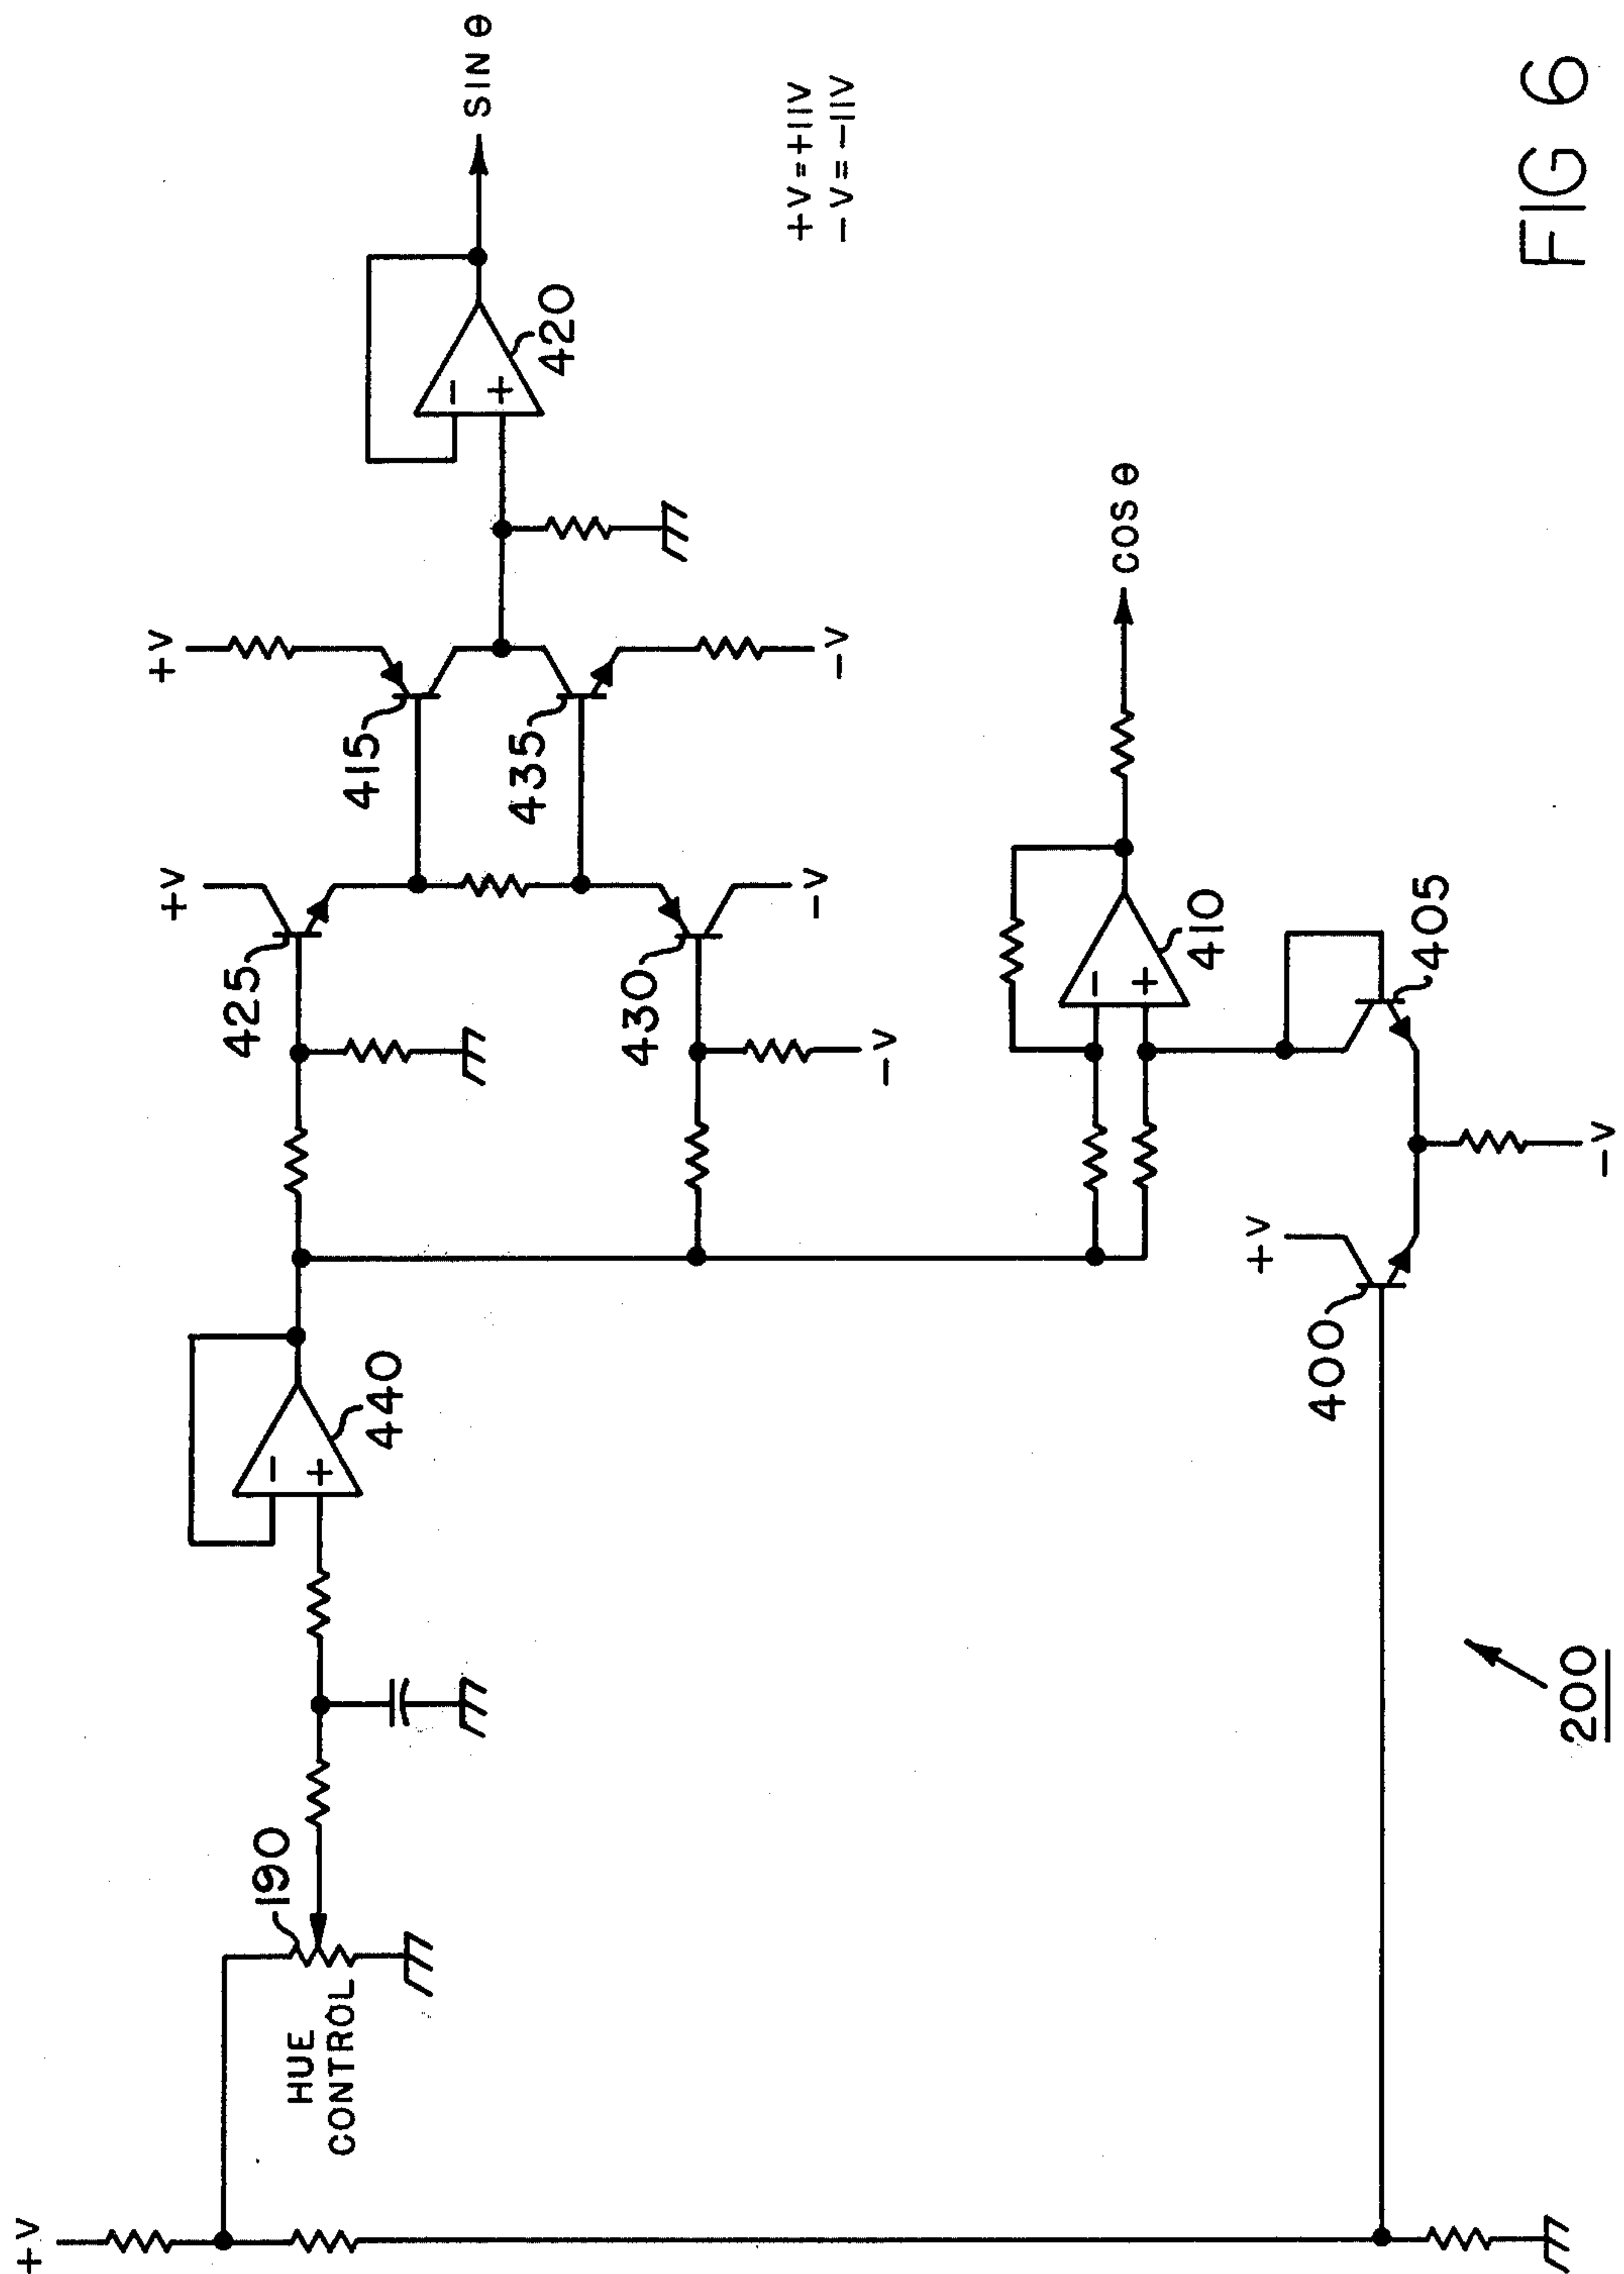 +V
HUE
CONTROL
190
440
425
+V
415
+V
-
+
420
SIN θ
430
-V
-V
435
-V
+V=+11V
-V=-11V
-
+
410
COS θ
400
+V
405
-V
-
+
200
FIG 6